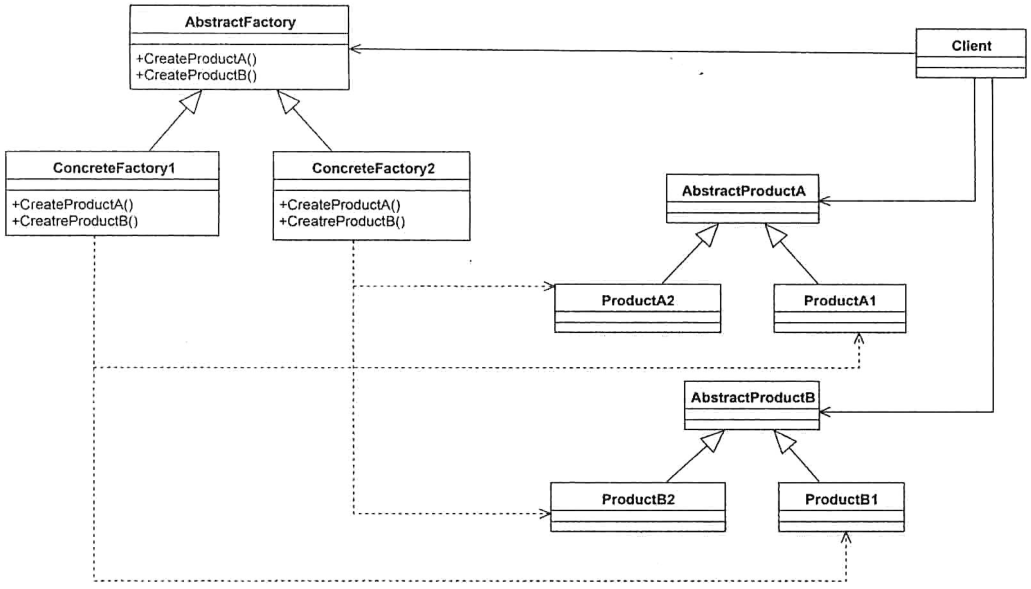 AbstractFactory
+CreateProductA()
+CreateProductB()
Client
ConcreteFactory1
+CreateProductA()
+CreatreProductB()
ConcreteFactory2
+CreateProductA()
+CreatreProductB()
AbstractProductA
ProductA2
ProductA1
AbstractProductB
ProductB2
ProductB1